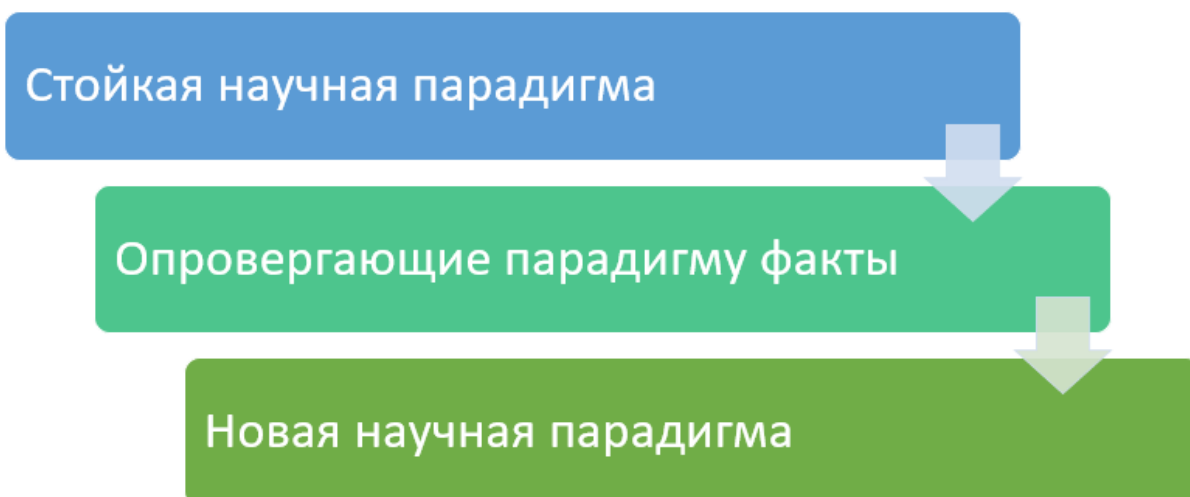 Стойкая научная парадигма
Опровергающие парадигму факты
Новая научная парадигма